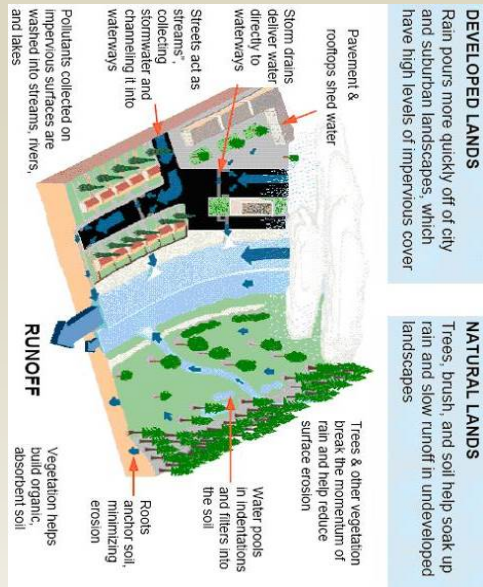 DEVELOPED LANDS
Rain pours more quickly off of city
and suburban landscapes, which
have high levels of impervious cover
NATURAL LANDS
Trees, brush, and soil help soak up
rain and slow runoff in undeveloped
landscapes
Pavement &
rooftops shed water
Storm drains
deliver water
directly to
waterways
Streets act as
streams",
collecting
stormwater and
channeling it into
waterways
Pollutants collected on
impervious surfaces are
washed into streams, rivers,
and lakes
Trees & other vegetation
break the momentum of
rain and help reduce
surface erosion
Water pools
in indentations
and filters into
the soil
Roots
anchor soil,
minimizing
erosion
Vegetation helps
build organic,
absorbent soil
RUNOFF